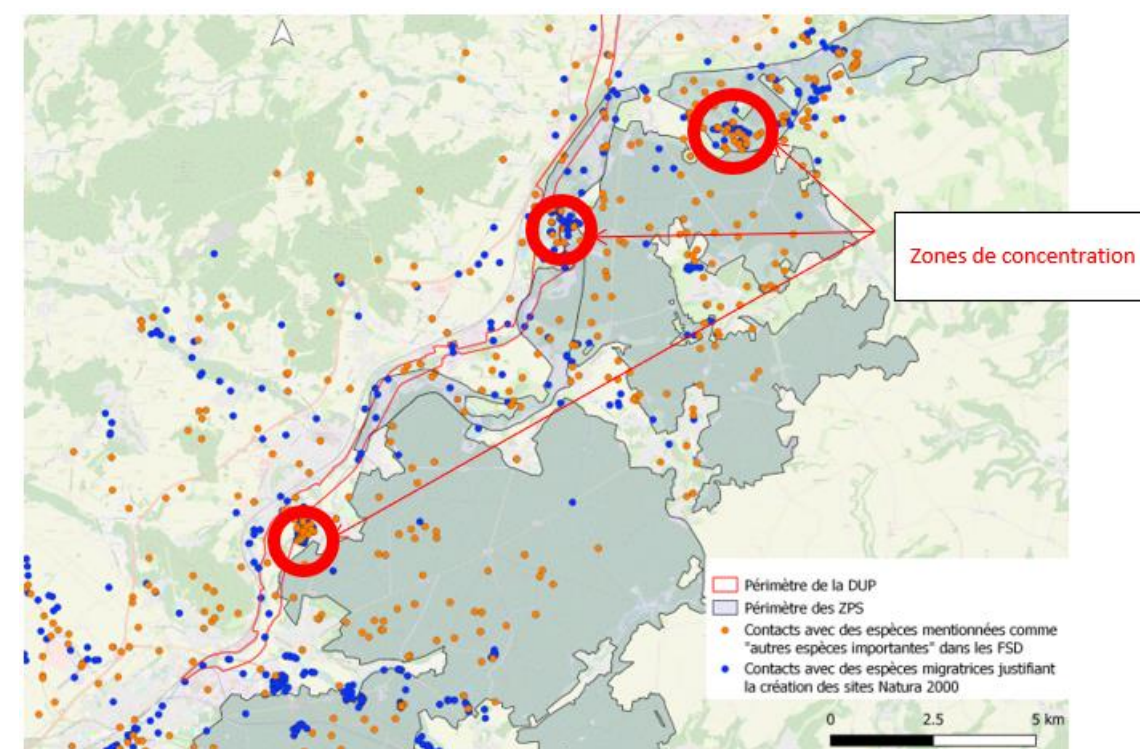 Zones de concentration
Périmètre de la DUP
Périmètre des ZPS
Contacts avec des espèces mentionnées comme
"autres espèces importantes" dans les FSD
Contacts avec des espèces migratrices justifiant
la création des sites Natura 2000
0 2.5 5 km